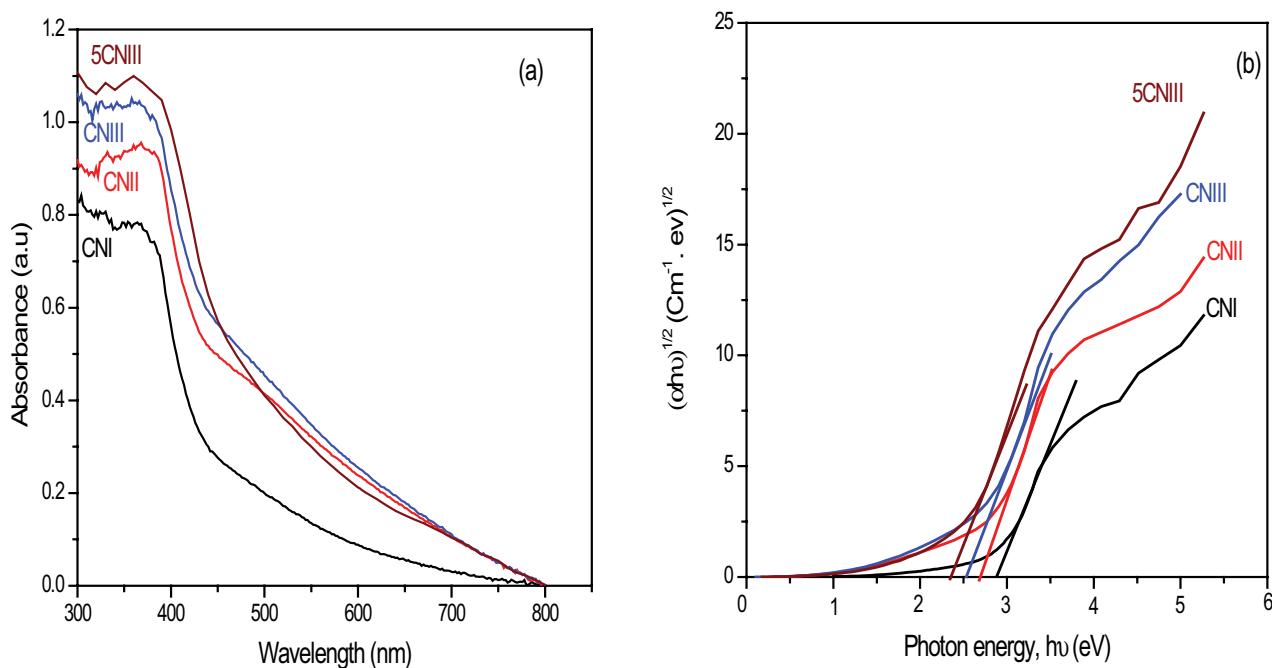 (a)
5CNIII
CNIII
CNII
CNI
1.2
1.0
0.8
0.6
0.4
0.2
0.0
Absorbance (a.u)
300 400 500 600 700 800
Wavelength (nm)
(b)
5CNIII
CNIII
CNII
CNI
25
20
15
10
5
0
(αhυ)1/2 (Cm-1. ev)1/2
0 1 2 3 4 5 6
Photon energy, hυ (eV)